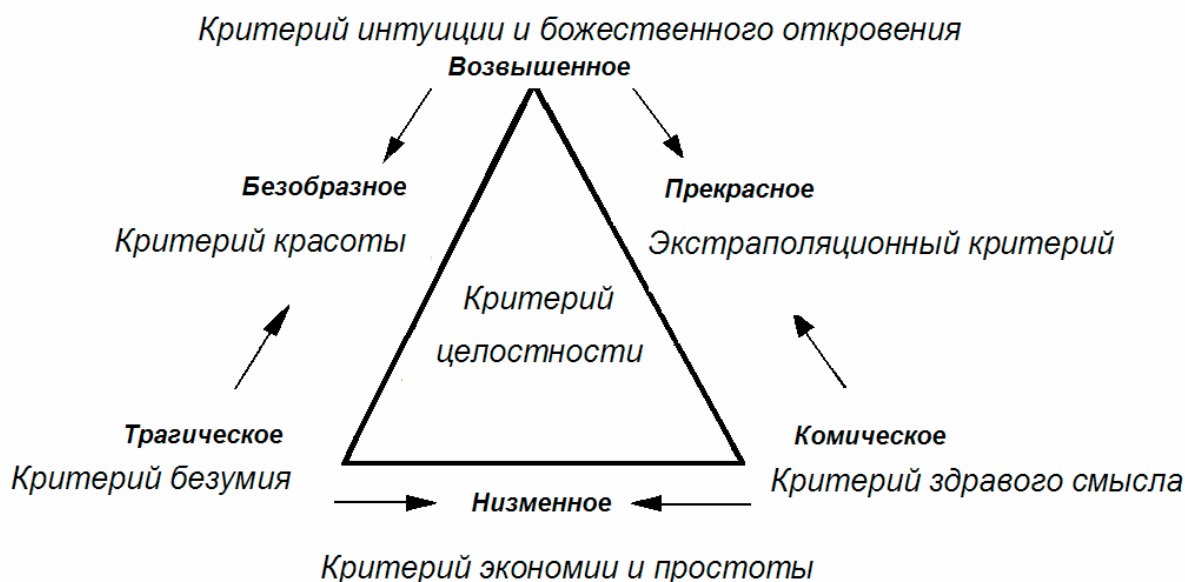 Критерий интуиции и божественного откровения
Возвышенное
Безобразное
Прекрасное
Критерий красоты
Экстраполяционный критерий
Критерий
целостности
Трагическое
Комическое
Критерий безумия
Критерий здравого смысла
Низменное
Критерий экономии и простоты